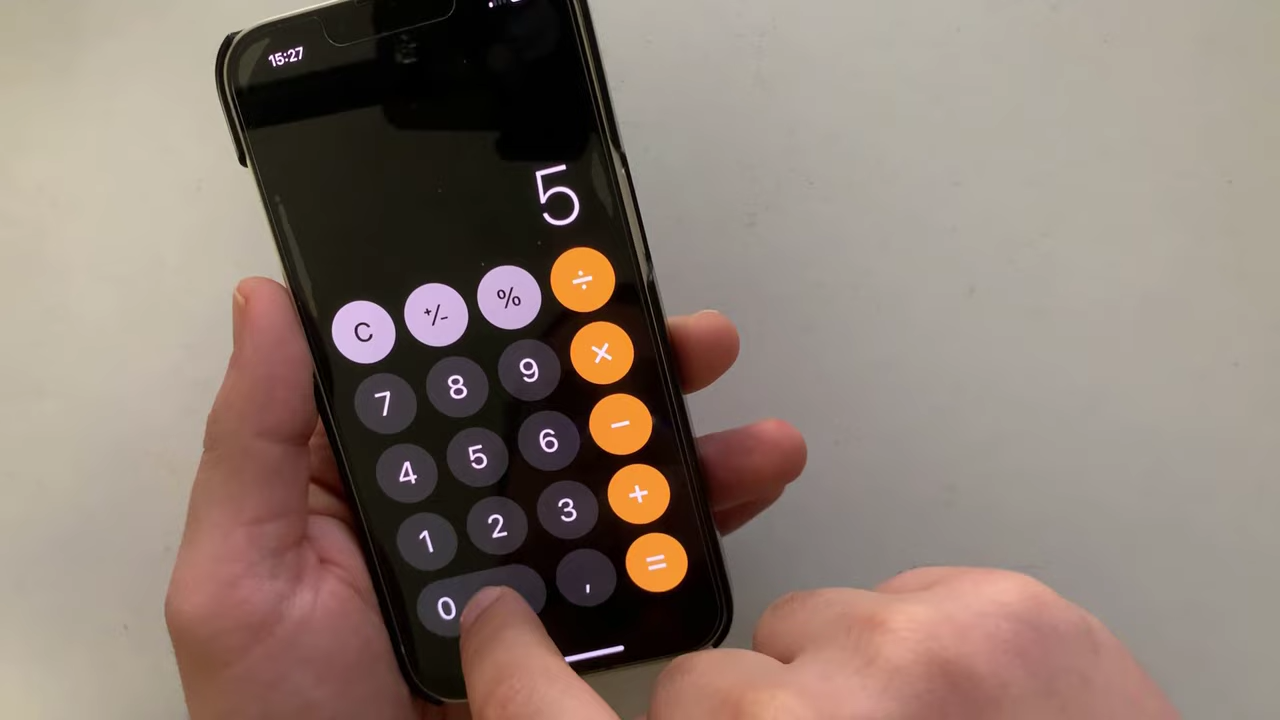 15:27
5
C +/- % ÷
7 8 9 ×
4 5 6 −
1 2 3 +
0 , =